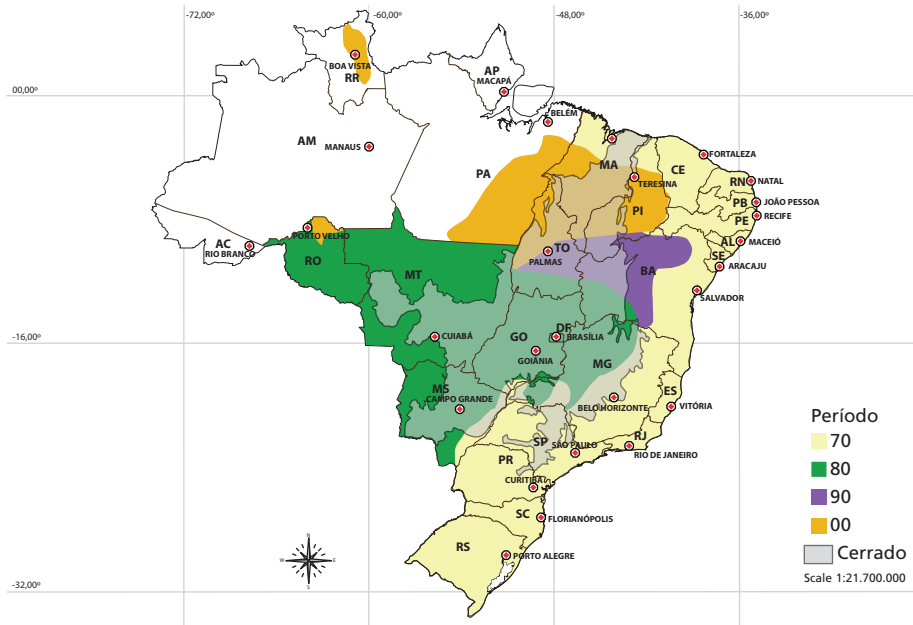 -72,00º
-60,00º
-48,00º
-36,00º
00,00º
-16,00º
-32,00º
BOA VISTA
RR
AP
MACAPÁ
BELÉM
AM
MANAUS
PA
MA
CE
FORTALEZA
TERESINA
RN
NATAL
PI
PB
JOÃO PESSOA
PE
RECIFE
AC
RIO BRANCO
PORTO VELHO
RO
MT
TO
PALMAS
AL
MACEIÓ
SE
ARACAJU
BA
SALVADOR
CUIABÁ
GO
DF
BRASÍLIA
GOIÂNIA
MG
MS
CAMPO GRANDE
BELO HORIZONTE
ES
VITÓRIA
SP
SÃO PAULO
RJ
RIO DE JANEIRO
PR
CURITIBA
SC
FLORIANÓPOLIS
RS
PORTO ALEGRE
N
W
E
S
Período
70
80
90
00
Cerrado
Scale 1:21.700.000